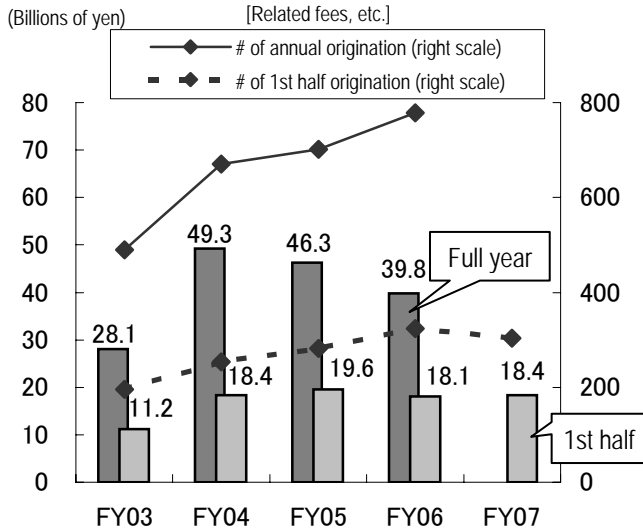 (Billions of yen)
[Related fees, etc.]
# of annual origination (right scale)
# of 1st half origination (right scale)
80
800
70
60
600
50
49.3
46.3
Full year
40
39.8
400
30
28.1
20
11.2
18.4
19.6
18.1
18.4
200
10
1st half
0
0
FY03
FY04
FY05
FY06
FY07